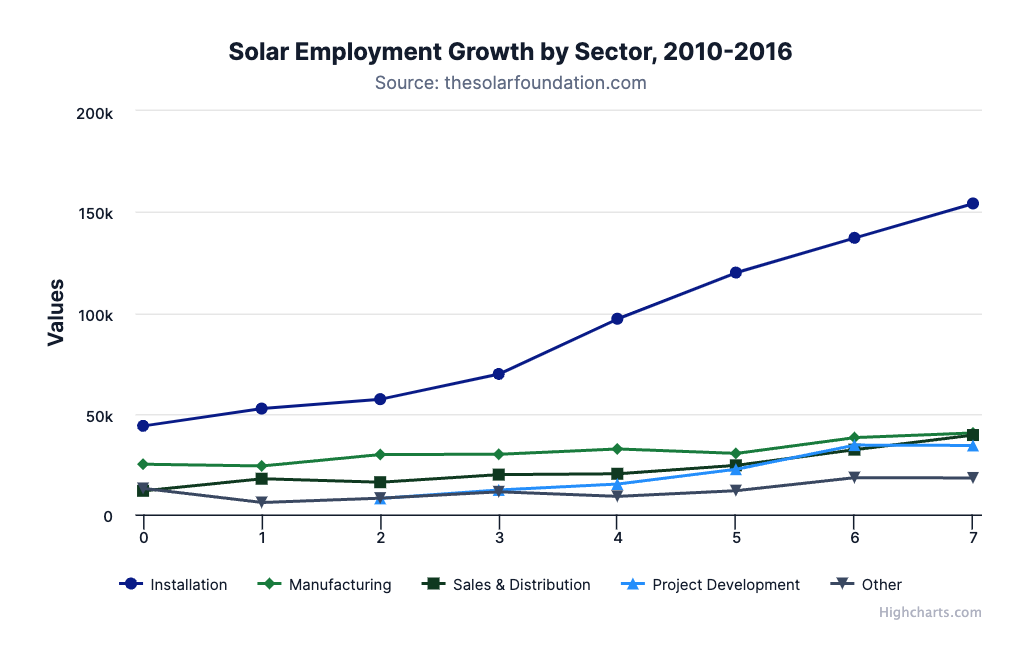 Solar Employment Growth by Sector, 2010-2016
Source: thesolarfoundation.com
200k
150k
100k
50k
0
Values
0 1 2 3 4 5 6 7
Installation Manufacturing Sales & Distribution Project Development Other
Highcharts.com